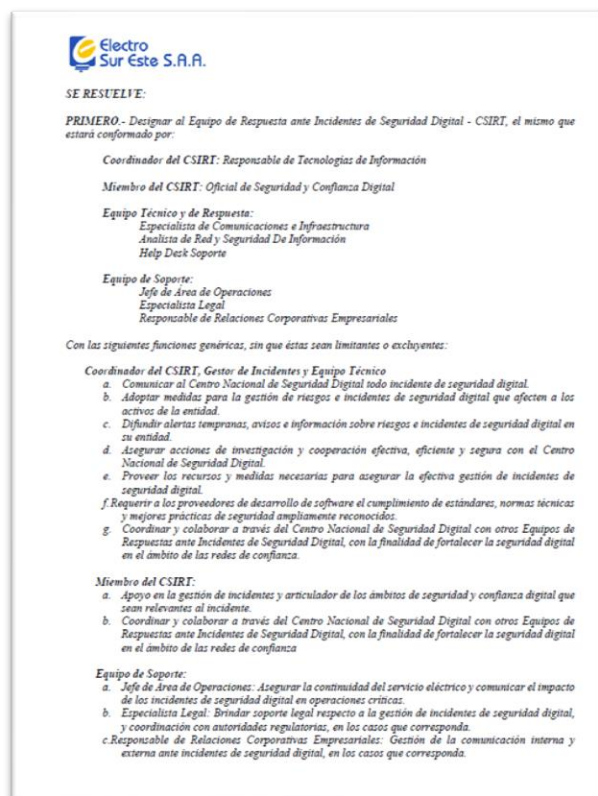 Electro
Sur Este S.A.A.
SE RESUELVE:
PRIMERO.- Designar al Equipo de Respuesta ante Incidentes de Seguridad Digital - CSIRT, el mismo que
estará conformado por:
Coordinador del CSIRT: Responsable de Tecnologías de Información
Miembro del CSIRT: Oficial de Seguridad y Confianza Digital
Equipo Técnico y de Respuesta:
Especialista de Comunicaciones e Infraestructura
Analista de Red y Seguridad De Información
Help Desk Soporte
Equipo de Soporte:
Jefe de Area de Operaciones
Especialista Legal
Responsable de Relaciones Corporativas Empresariales
Con las siguientes funciones genéricas, sin que éstas sean limitantes o excluyentes:
Coordinador del CSIRT, Gestor de Incidentes y Equipo Técnico
a. Comunicar al Centro Nacional de Seguridad Digital todo incidente de seguridad digital.
b. Adoptar medidas para la gestión de riesgos e incidentes de seguridad digital que afecten a los
activos de la entidad.
c. Difundir alertas tempranas, avisos e información sobre riesgos e incidentes de seguridad digital en
su entidad.
d. Asegurar acciones de investigación y cooperación efectiva, eficiente y segura con el Centro
Nacional de Seguridad Digital.
e. Proveer los recursos y medidas necesarias para asegurar la efectiva gestión de incidentes de
seguridad digital.
f.Requerir a los proveedores de desarrollo de software el cumplimiento de estándares, normas técnicas
y mejores prácticas de seguridad ampliamente reconocidos.
g. Coordinar y colaborar a través del Centro Nacional de Seguridad Digital con otros Equipos de
Respuestas ante Incidentes de Seguridad Digital, con la finalidad de fortalecer la seguridad digital
en el ámbito de las redes de confianza.
Miembro del CSIRT:
a. Apoyo en la gestión de incidentes y articulador de los ámbitos de seguridad y confianza digital que
sean relevantes al incidente.
b. Coordinar y colaborar a través del Centro Nacional de Seguridad Digital con otros Equipos de
Respuestas ante Incidentes de Seguridad Digital, con la finalidad de fortalecer la seguridad digital
en el ámbito de las redes de confianza
Equipo de Soporte:
a. Jefe de Area de Operaciones: Asegurar la continuidad del servicio eléctrico y comunicar el impacto
de los incidentes de seguridad digital en operaciones críticas.
b. Especialista Legal: Brindar soporte legal respecto a la gestión de incidentes de seguridad digital,
y coordinación con autoridades regulatorias, en los casos que corresponda.
c.Responsable de Relaciones Corporativas Empresariales: Gestión de la comunicación interna y
externa ante incidentes de seguridad digital, en los casos que corresponda.